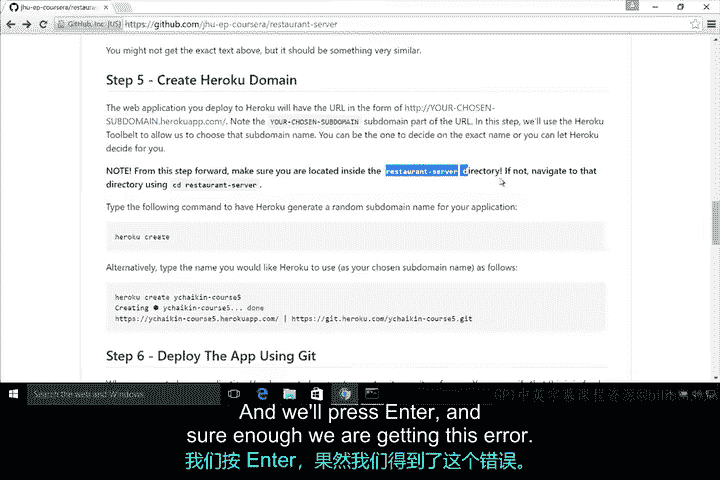 jhu-ep-coursera/restaurant
GitHub, Inc. [US]
https://github.com/jhu-ep-coursera/restaurant-server
You might not get the exact text above, but it should be something very similar.
Step 5 - Create Heroku Domain
The web application you deploy to Heroku will have the URL in the form of http://YOUR-CHOSEN-
SUBDOMAIN.herokuapp.com/. Note the YOUR-CHOSEN-SUBDOMAIN subdomain part of the URL. In this step, we'll use the Heroku
Toolbelt to allow us to choose that subdomain name. You can be the one to decide on the exact name or you can let Heroku
decide for you.
NOTE! From this step forward, make sure you are located inside the restaurant-server directory! If not, navigate to that
directory using cd restaurant-server.
Type the following command to have Heroku generate a random subdomain name for your application:
heroku create
Alternatively, type the name you would like Heroku to use (as your chosen subdomain name) as follows:
heroku create ychaikin-course5
Creating ⬢ ychaikin-course5... done
https://ychaikin-course5.herokuapp.com/ | https://git.heroku.com/ychaikin-course5.git
Step 6 - Deploy The App Using Git
Search the web and Windows
And we'll press Enter, and
sure enough we are getting this error.
我们按 Enter，果然我们得到了这个错误。